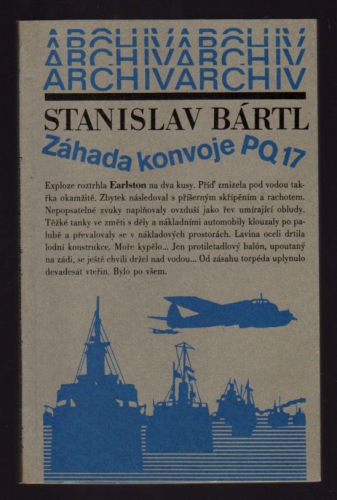 ARCHIVARCHIV
ARCHIVARCHIV
ARCHIVARCHIV
STANISLAV BÁRTL
Záhada konvoje PQ 17
Exploze roztrhla Earlston na dva kusy. Příď zmizela pod vodou tak-
řka okamžitě. Zbytek následoval s příšerným skřípěním a rachotem.
Nepopsatelné zvuky naplňovaly ovzduší jako řev umírající obludy.
Těžké tanky ve směti s děly a nákladními automobily klouzaly po pa-
lubě a převalovaly se v nákladových prostorách. Lavina oceli drtila
lodní konstrukce. Moře kypělo... Jen protiletadlový balón, upoutaný
na zádi, se ještě chvíli držel nad vodou... Od zásahu torpéda uplynulo
devadesát vteřin. Bylo po všem.